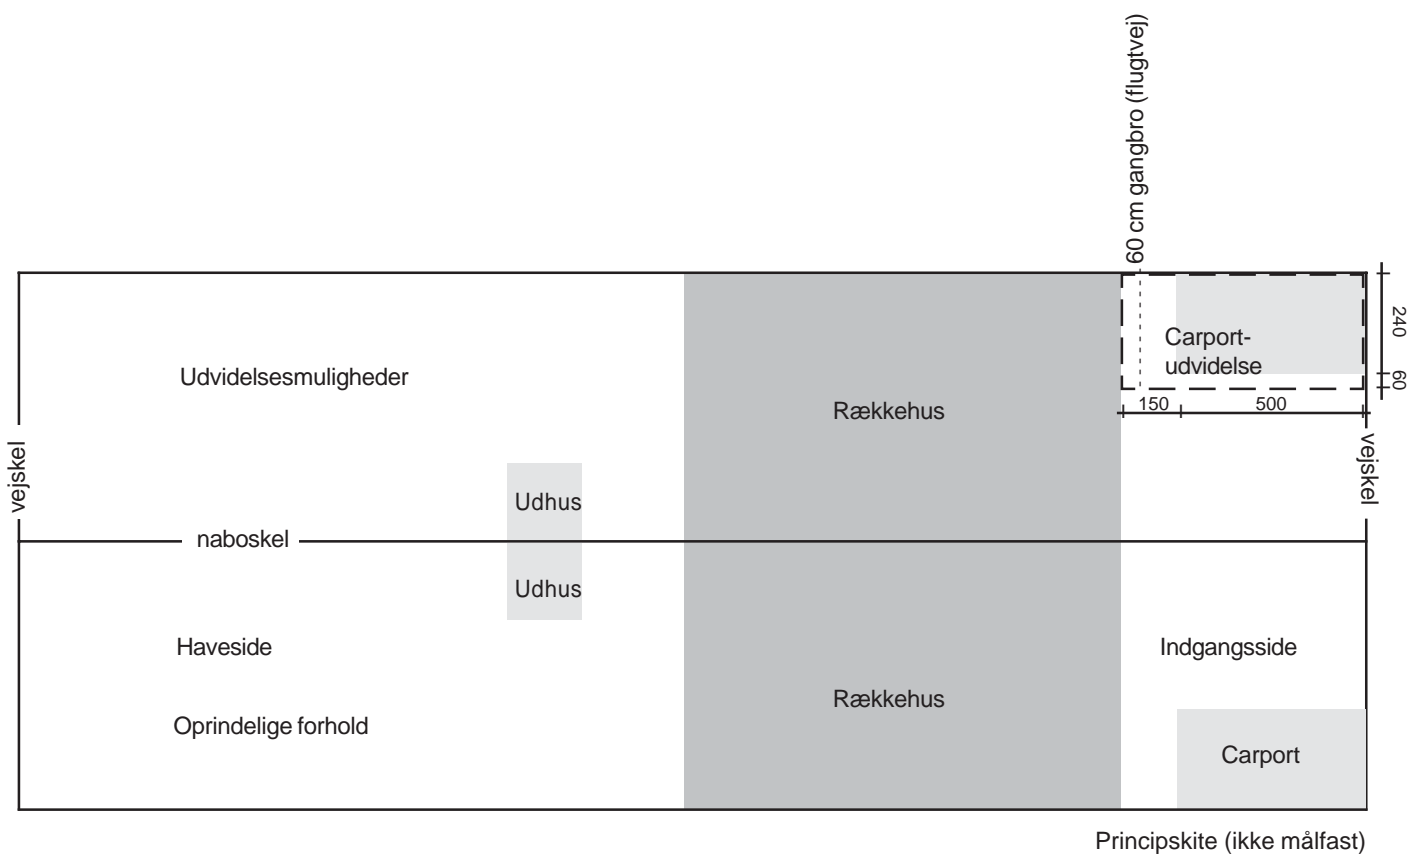 60 cm gangbro (flugtvej)
240
Carport-
udvidelse
60
Udvidelsesmuligheder
150
500
Rækkehus
vejskel
vejskel
Udhus
naboskel
Udhus
Haveside
Indgangsside
Rækkehus
Oprindelige forhold
Carport
Principskite (ikke målfast)